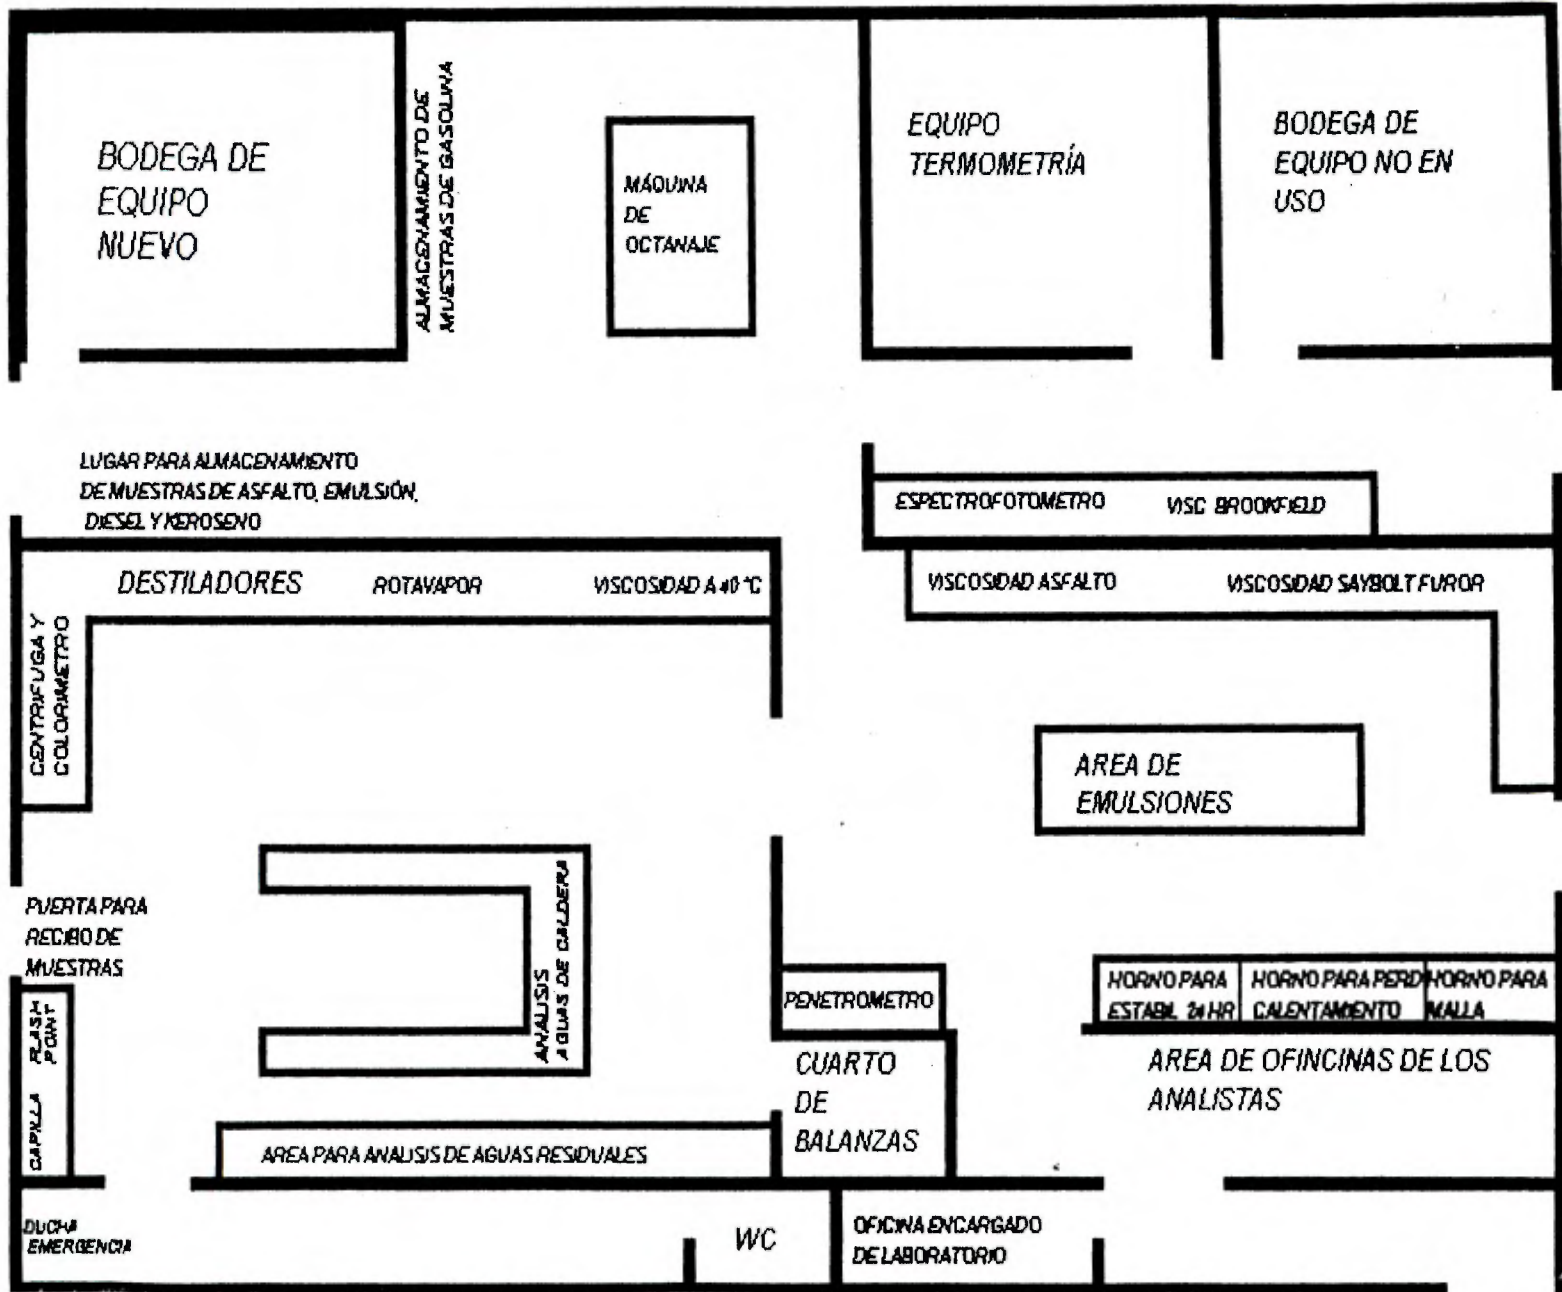 BODEGA DE
EQUIPO
NUEVO
ALMACENAMIENTO DE
MUESTRAS DE GASOLINA
MÁQUINA
DE
OCTANAJE
EQUIPO
TERMOMETRÍA
BODEGA DE
EQUIPO NO EN
USO
LUGAR PARA ALMACENAMIENTO
DE MUESTRAS DE ASFALTO, EMULSIÓN,
DIESEL Y KEROSENO
ESPECTROFOTOMETRO
VISC BROOKFIELD
DESTILADORES
ROTAVAPOR
VISCOSIDAD A 40 °C
VISCOSIDAD ASFALTO
VISCOSIDAD SAYBOLT FUROR
CENTRIFUGA Y
COLORIMETRO
AREA DE
EMULSIONES
PUERTA PARA
RECIBO DE
MUESTRAS
ANALISIS
AGUAS DE CALDERA
PENETROMETRO
HORNO PARA
ESTABIL 24 HR
HORNO PARA PERD
CALENTAMIENTO
HORNO PARA
MALLA
CAPILLA FLASH
POINT
CUARTO
DE
BALANZAS
AREA DE OFINCINAS DE LOS
ANALISTAS
AREA PARA ANALISIS DE AGUAS RESIDUALES
DUCHA
EMERGENCIA
WC
OFICINA ENCARGADO
DE LABORATORIO